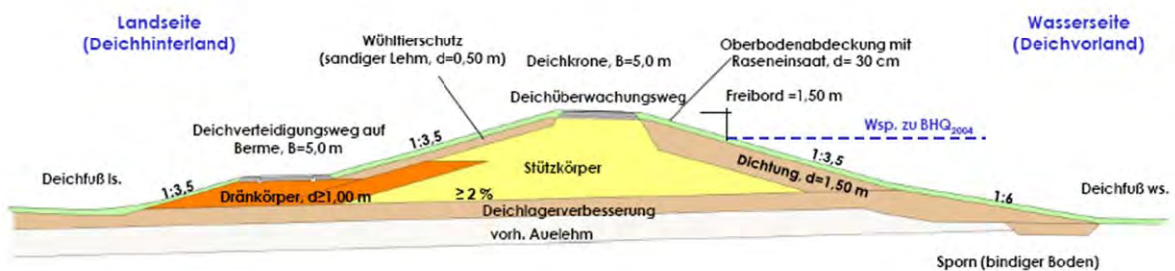 Landseite
(Deichhinterland)
Wasserseite
(Deichvorland)
Wühltierschutz
(sandiger Lehm, d=0,50 m)
Deichkrone, B=5,0 m
Oberbodenabdeckung mit
Raseneinsaat, d= 30 cm
Deichüberwachungsweg
Freibord =1,50 m
Wsp. zu BHQ2004
Deichverteidigungsweg auf
Berme, B=5,0 m
1:3,5
1:3,5
Stützkörper
Dichtung, d=1,50 m
Deichfuß ls.
1:3,5
Dränkörper, d≥1,00 m
≥ 2 %
1:6
Deichfuß ws.
Deichlagerverbesserung
vorh. Auelehm
Sporn (bindiger Boden)